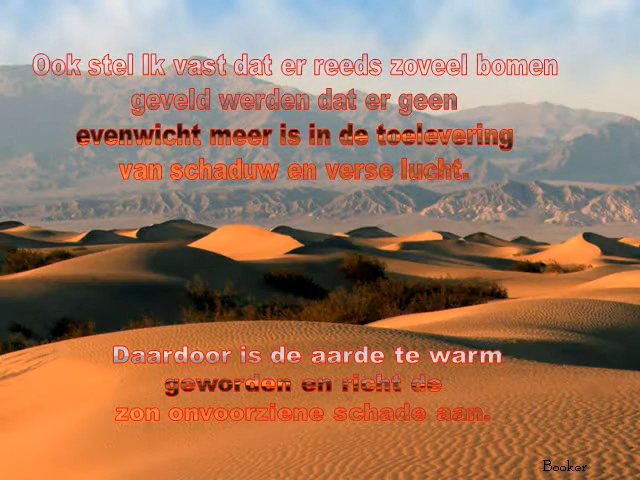 Ook stel Ik vast dat er reeds zoveel bomen
geveld werden dat er geen
evenwicht meer is in de toelevering
van schaduw en verse lucht.
Daardoor is de aarde te warm
geworden en richt de
zon onvoorziene schade aan.
Booker